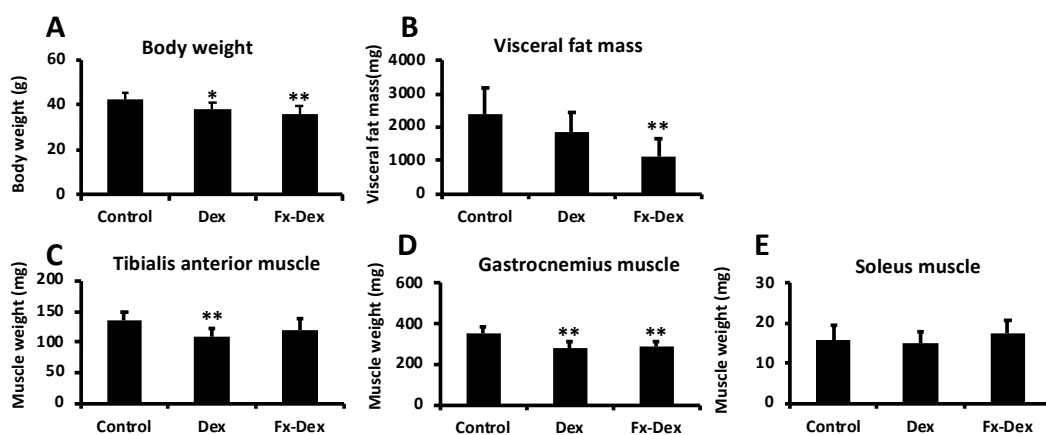 A
Body weight
Body weight (g)
60
40
20
0
*
**
Control Dex Fx-Dex
B
Visceral fat mass
Visceral fat mass(mg)
4000
3000
2000
1000
0
**
Control Dex Fx-Dex
C
Tibialis anterior muscle
Muscle weight (mg)
200
150
100
50
0
**
Control Dex Fx-Dex
D
Gastrocnemius muscle
Muscle weight (mg)
600
400
200
0
**
**
Control Dex Fx-Dex
E
Soleus muscle
Muscle weight (mg)
30
20
10
0
Control Dex Fx-Dex